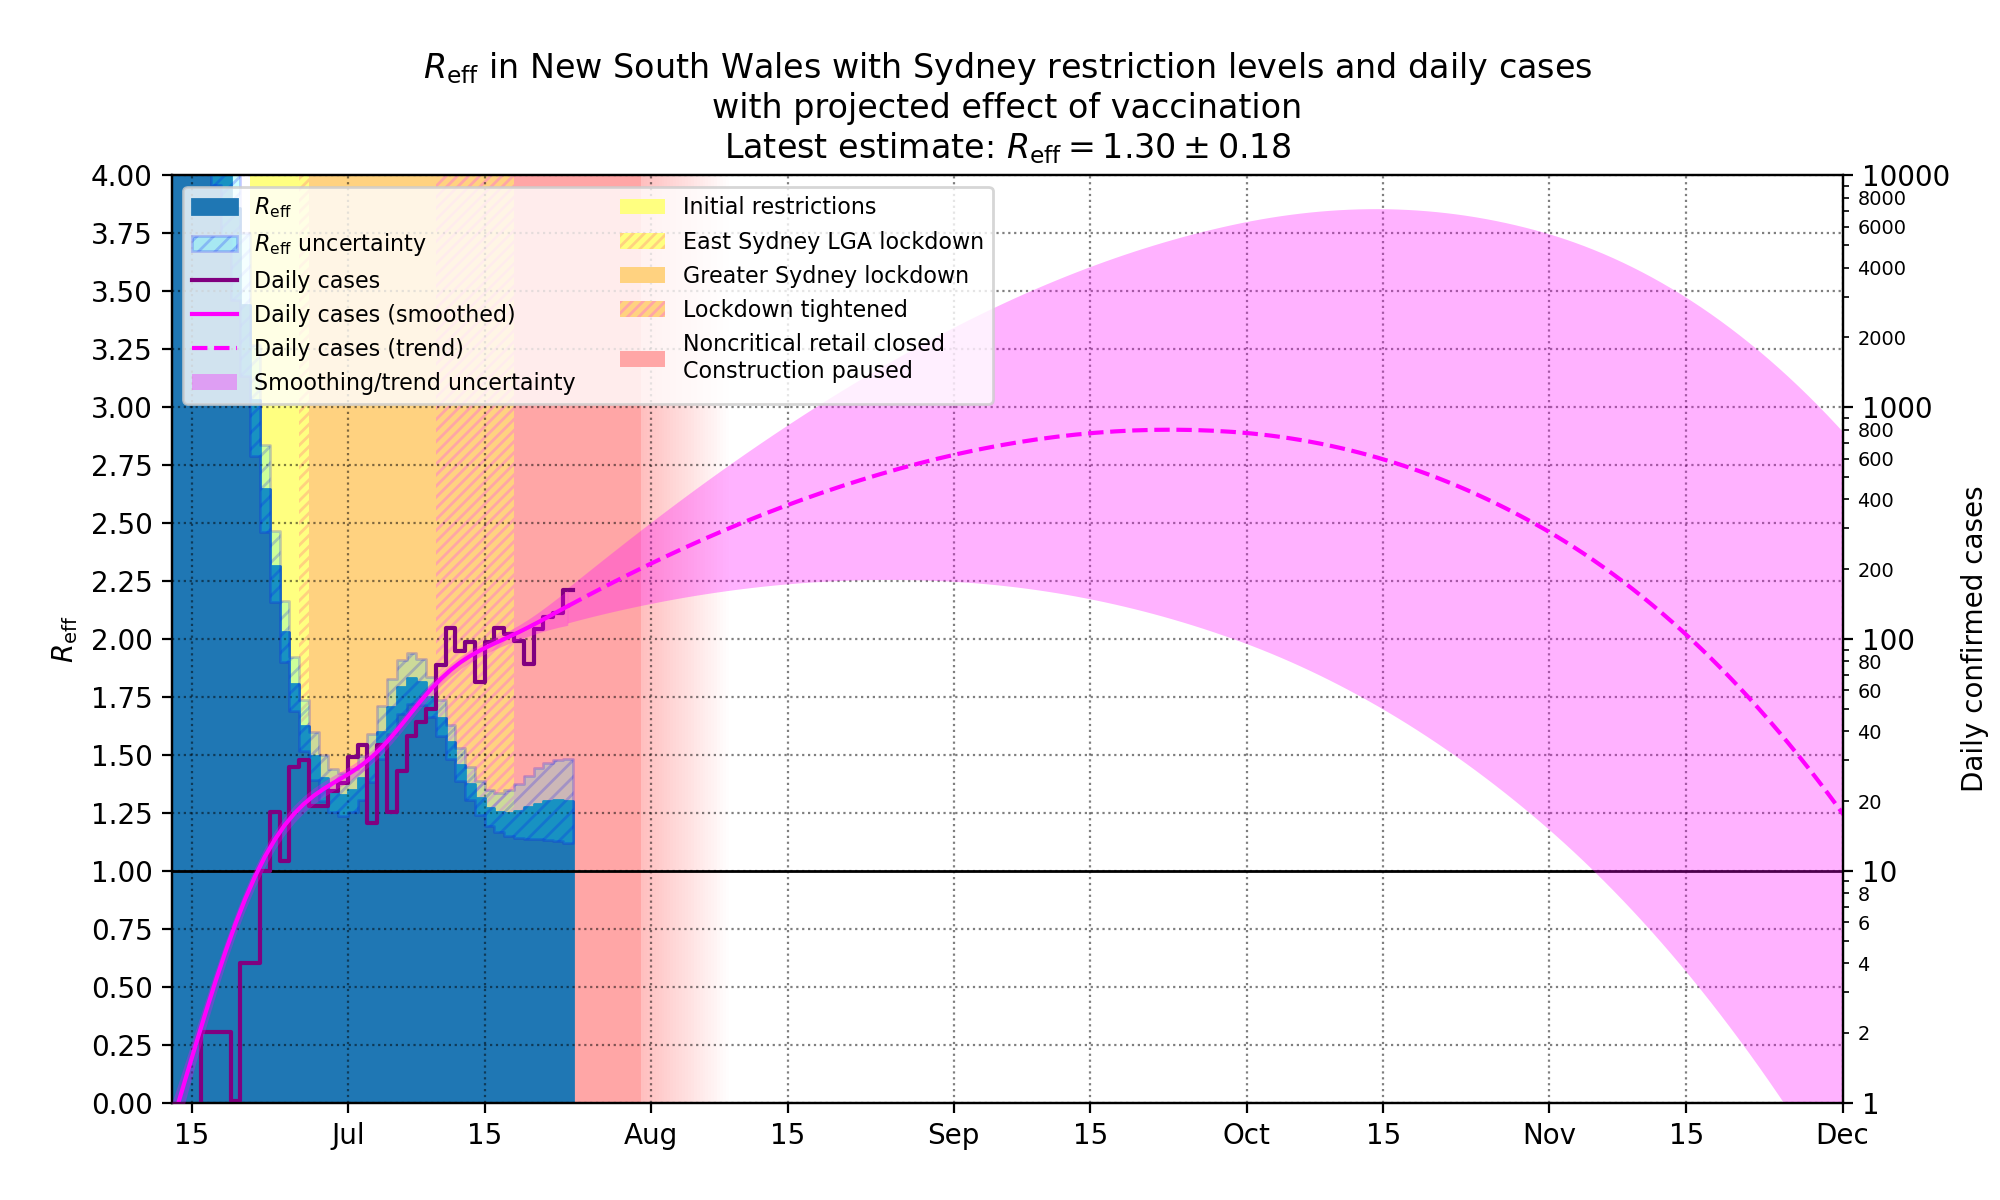 R_eff in New South Wales with Sydney restriction levels and daily cases
with projected effect of vaccination
Latest estimate: R_eff = 1.30 ± 0.18
R_eff
R_eff uncertainty
Daily cases
Daily cases (smoothed)
Daily cases (trend)
Smoothing/trend uncertainty
Initial restrictions
East Sydney LGA lockdown
Greater Sydney lockdown
Lockdown tightened
Noncritical retail closed
Construction paused
R_eff
4.00
3.75
3.50
3.25
3.00
2.75
2.50
2.25
2.00
1.75
1.50
1.25
1.00
0.75
0.50
0.25
0.00
15
Jul
15
Aug
15
Sep
15
Oct
15
Nov
15
Dec
10000
8000
6000
4000
2000
1000
800
600
400
200
100
80
60
40
20
10
8
6
4
2
1
Daily confirmed cases